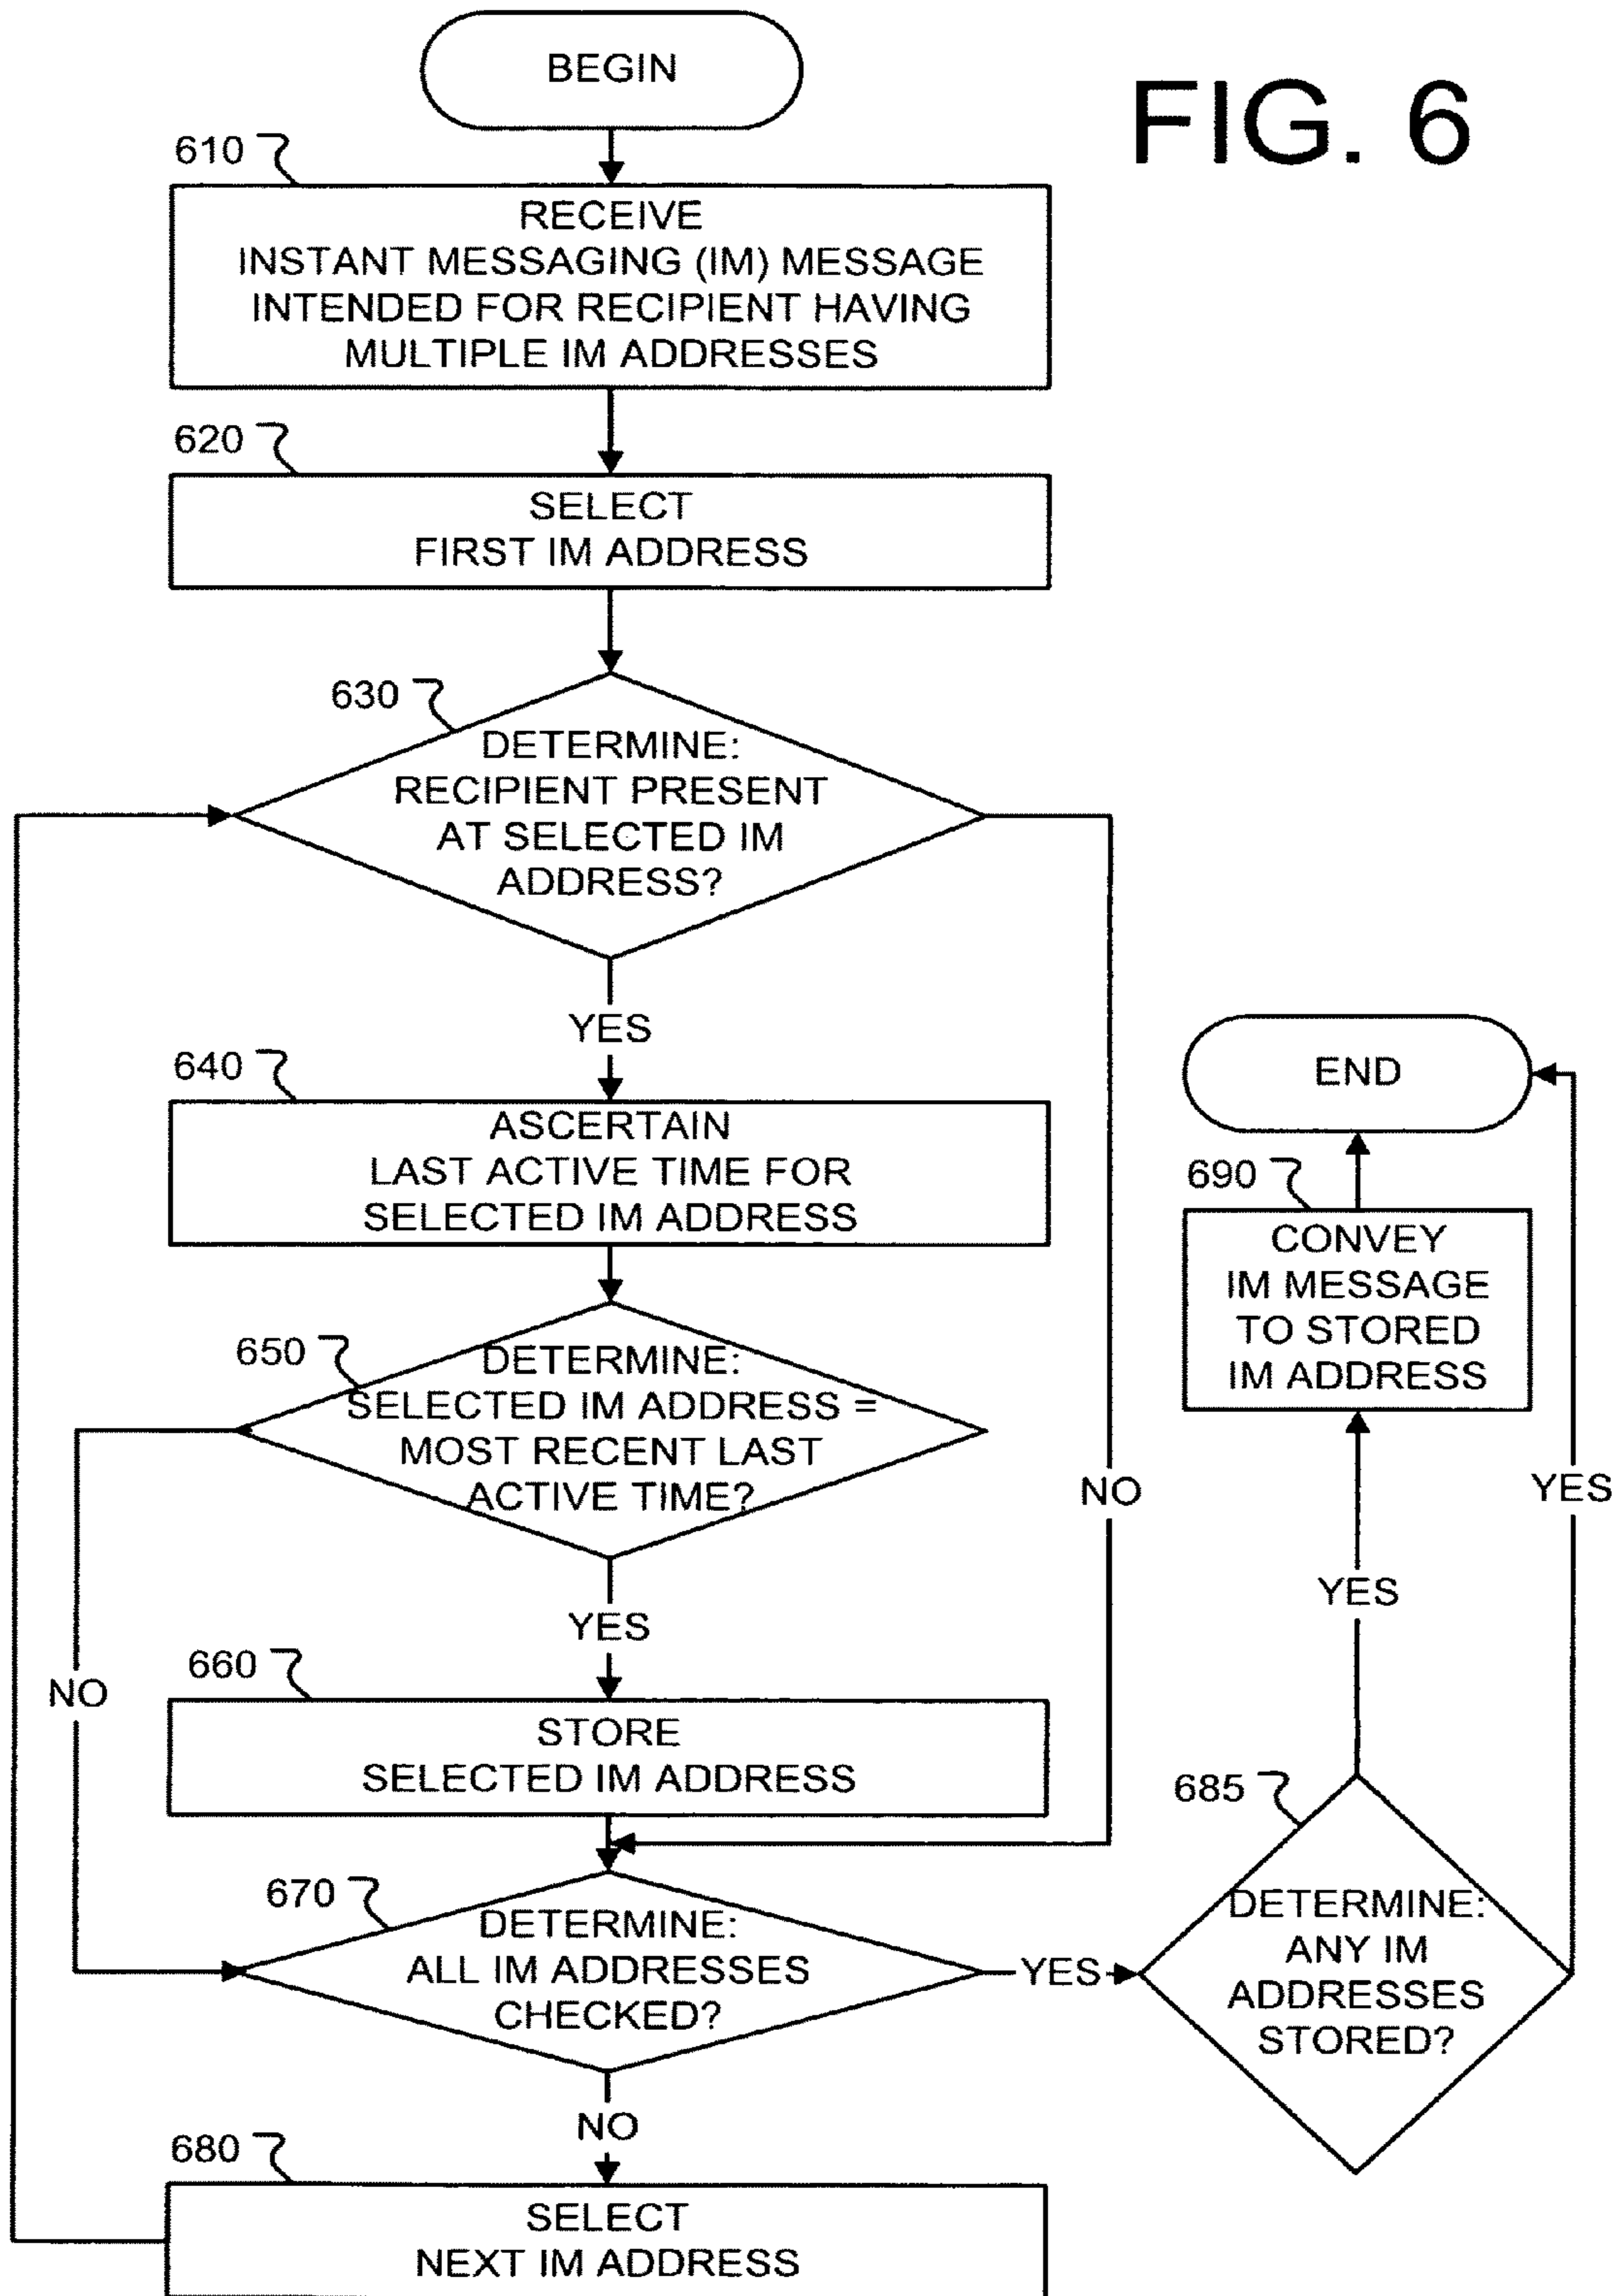 FIG. 6
BEGIN
610
RECEIVE
INSTANT MESSAGING (IM) MESSAGE
INTENDED FOR RECIPIENT HAVING
MULTIPLE IM ADDRESSES
620
SELECT
FIRST IM ADDRESS
630
DETERMINE:
RECIPIENT PRESENT
AT SELECTED IM
ADDRESS?
YES
NO
640
ASCERTAIN
LAST ACTIVE TIME FOR
SELECTED IM ADDRESS
650
DETERMINE:
SELECTED IM ADDRESS =
MOST RECENT LAST
ACTIVE TIME?
YES
NO
660
STORE
SELECTED IM ADDRESS
670
DETERMINE:
ALL IM ADDRESSES
CHECKED?
YES
NO
680
SELECT
NEXT IM ADDRESS
685
DETERMINE:
ANY IM
ADDRESSES
STORED?
YES
YES
690
CONVEY
IM MESSAGE
TO STORED
IM ADDRESS
END